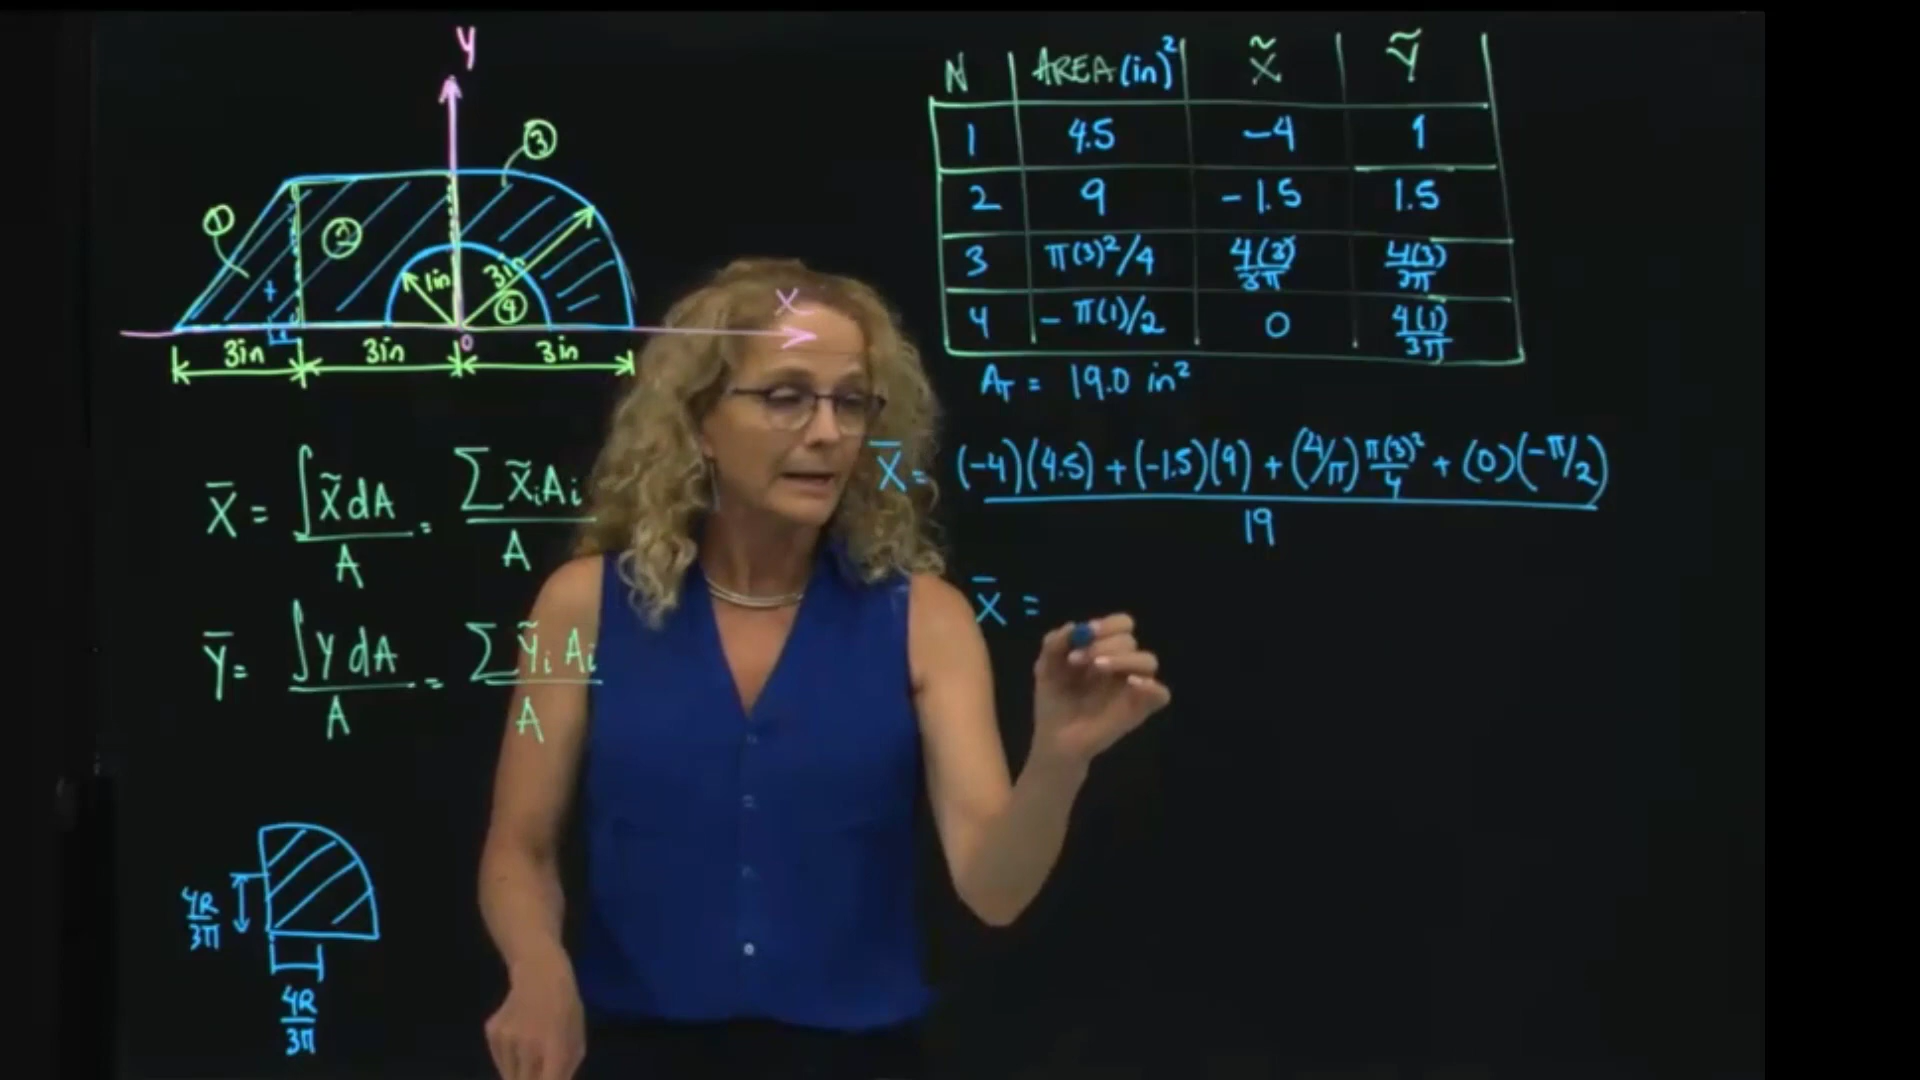 Y
③
①
②
1in
3in
④
X
0
3in 3in 3in
X̄ = ∫X̃dA / A = ΣX̃ᵢAᵢ / A
Ȳ = ∫YdA / A = ΣỸᵢAᵢ / A
4R/3π
4R/3π
N AREA (in)² X̃ Ỹ
1 4.5 -4 1
2 9 -1.5 1.5
3 π(3)²/4 4(3)/3π 4(3)/3π
4 -π(1)/2 0 4(1)/3π
A_T = 19.0 in²
X̄ = (-4)(4.5) + (-1.5)(9) + (4/π) π(3)²/4 + (0)(-π/2) / 19
X̄ =